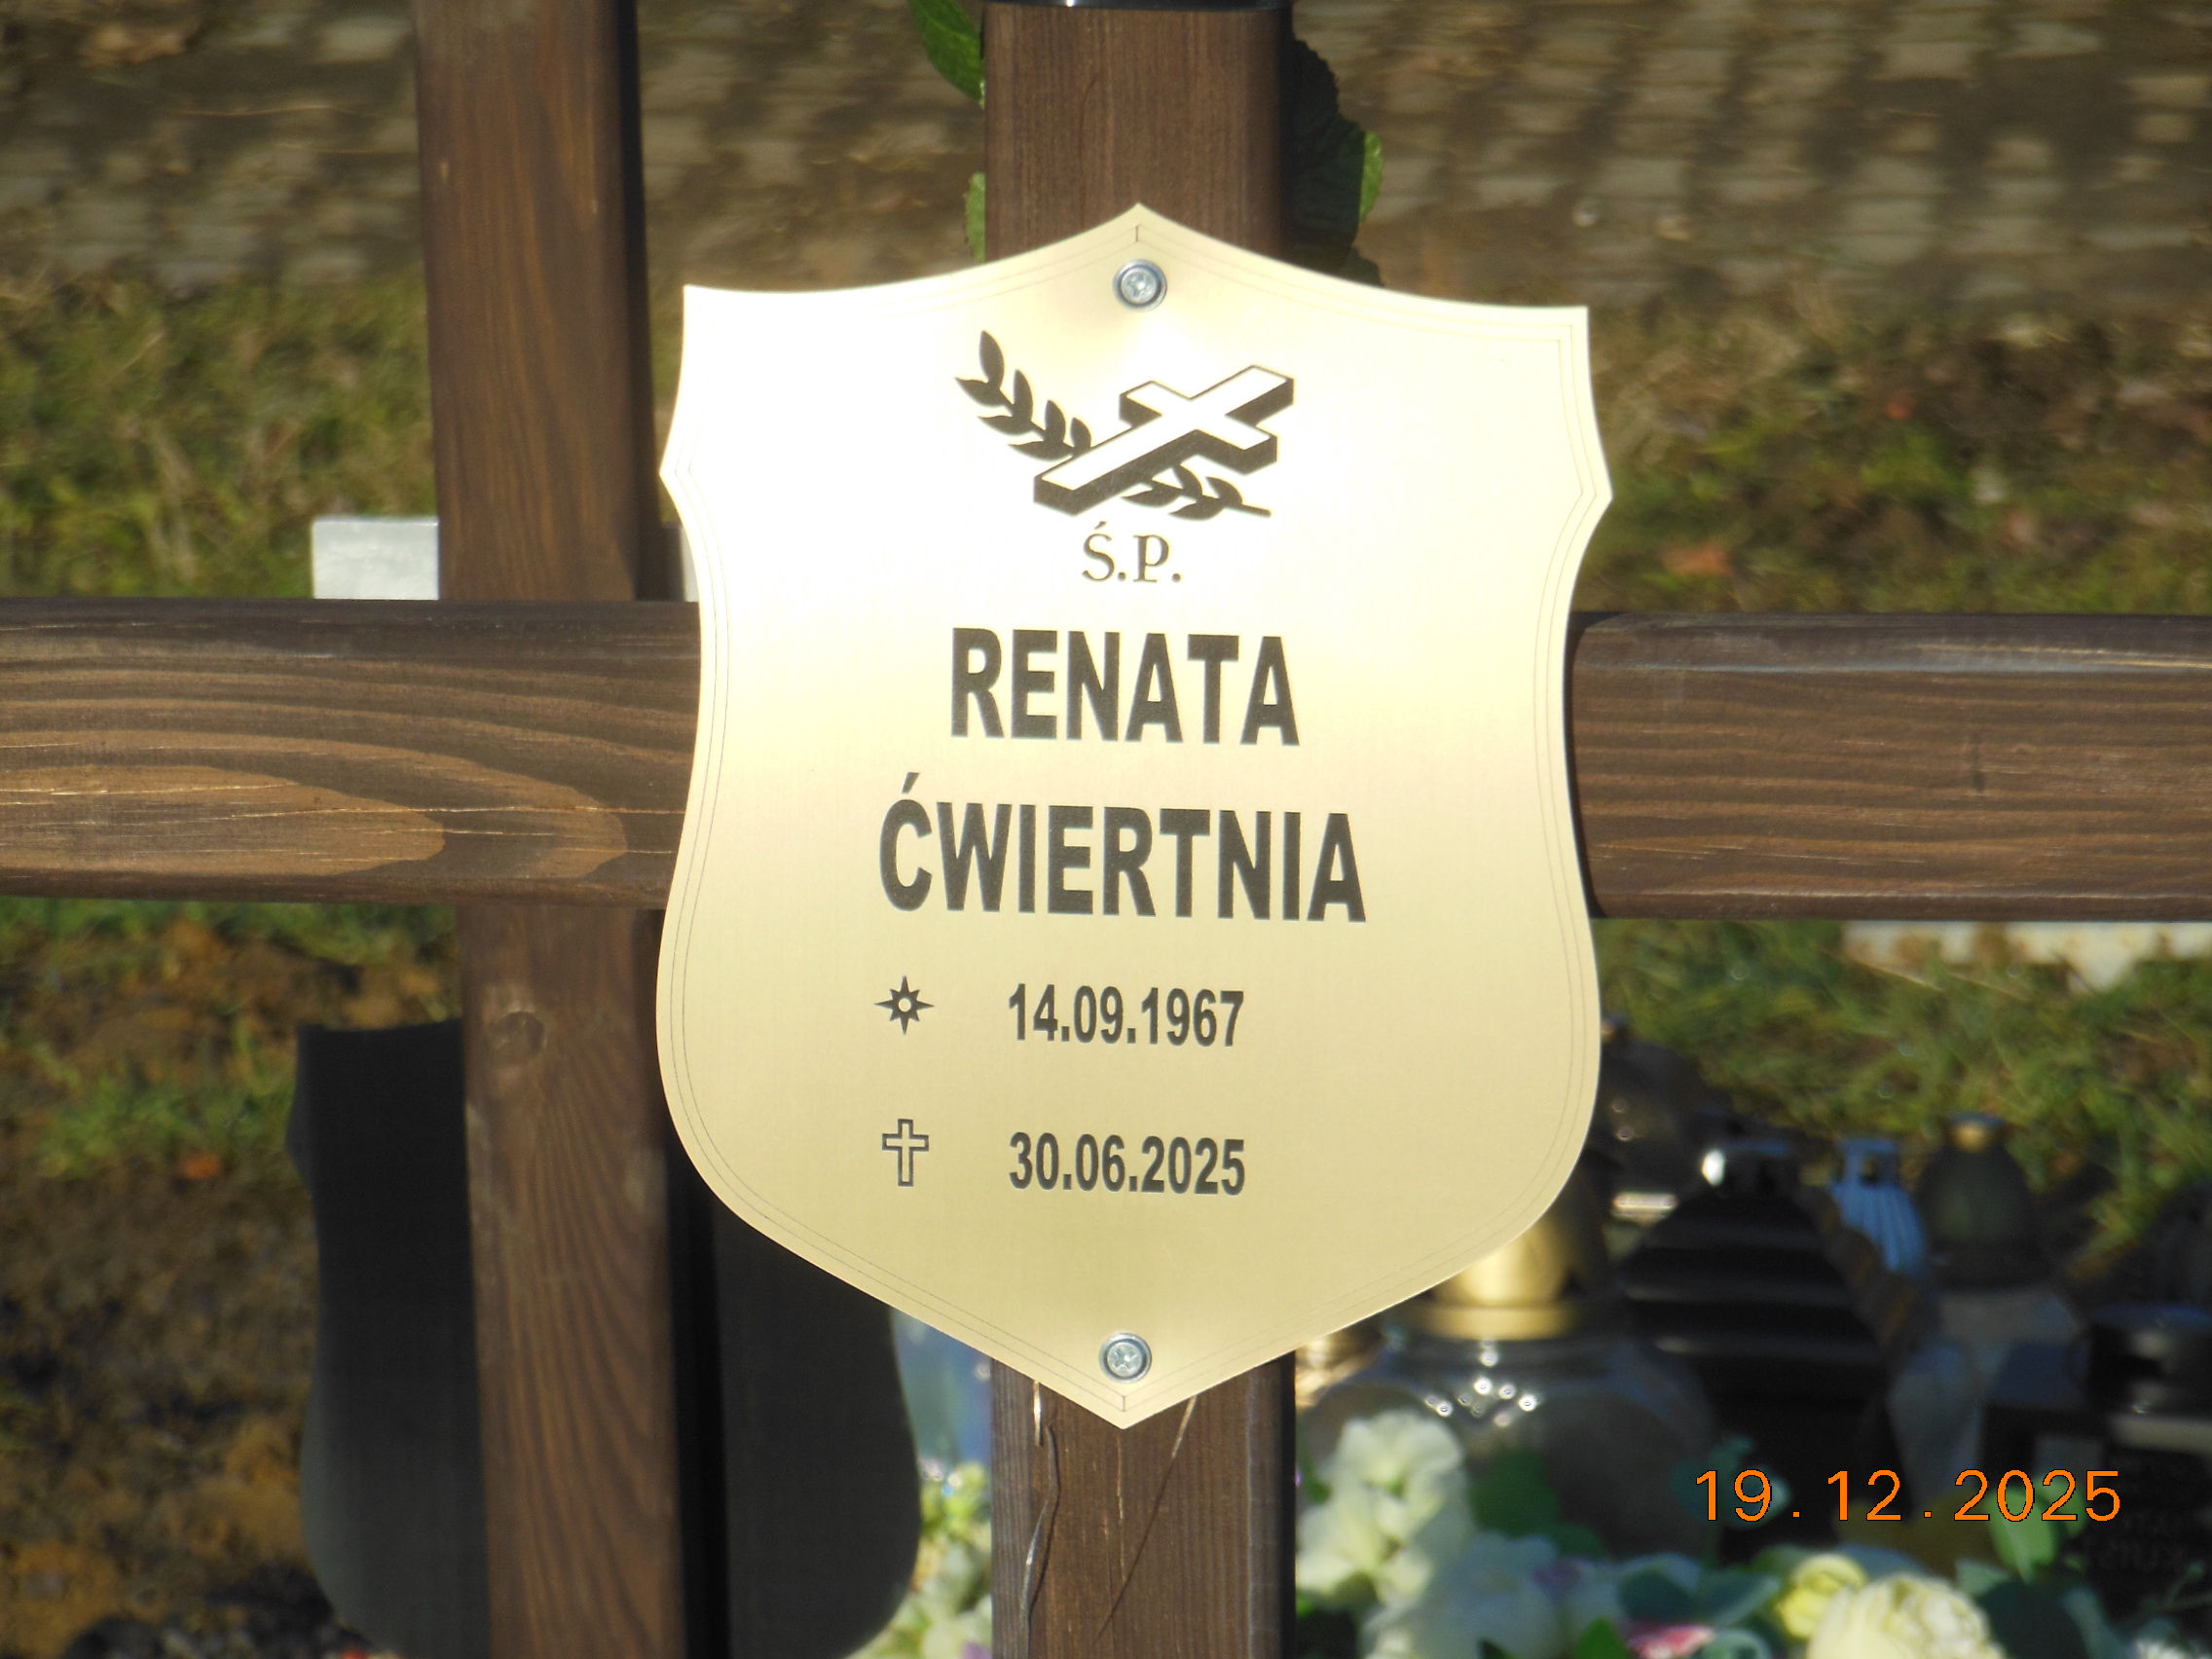 Ś.P.
RENATA
ĆWIERTNIA
14.09.1967
30.06.2025
19.12.2025